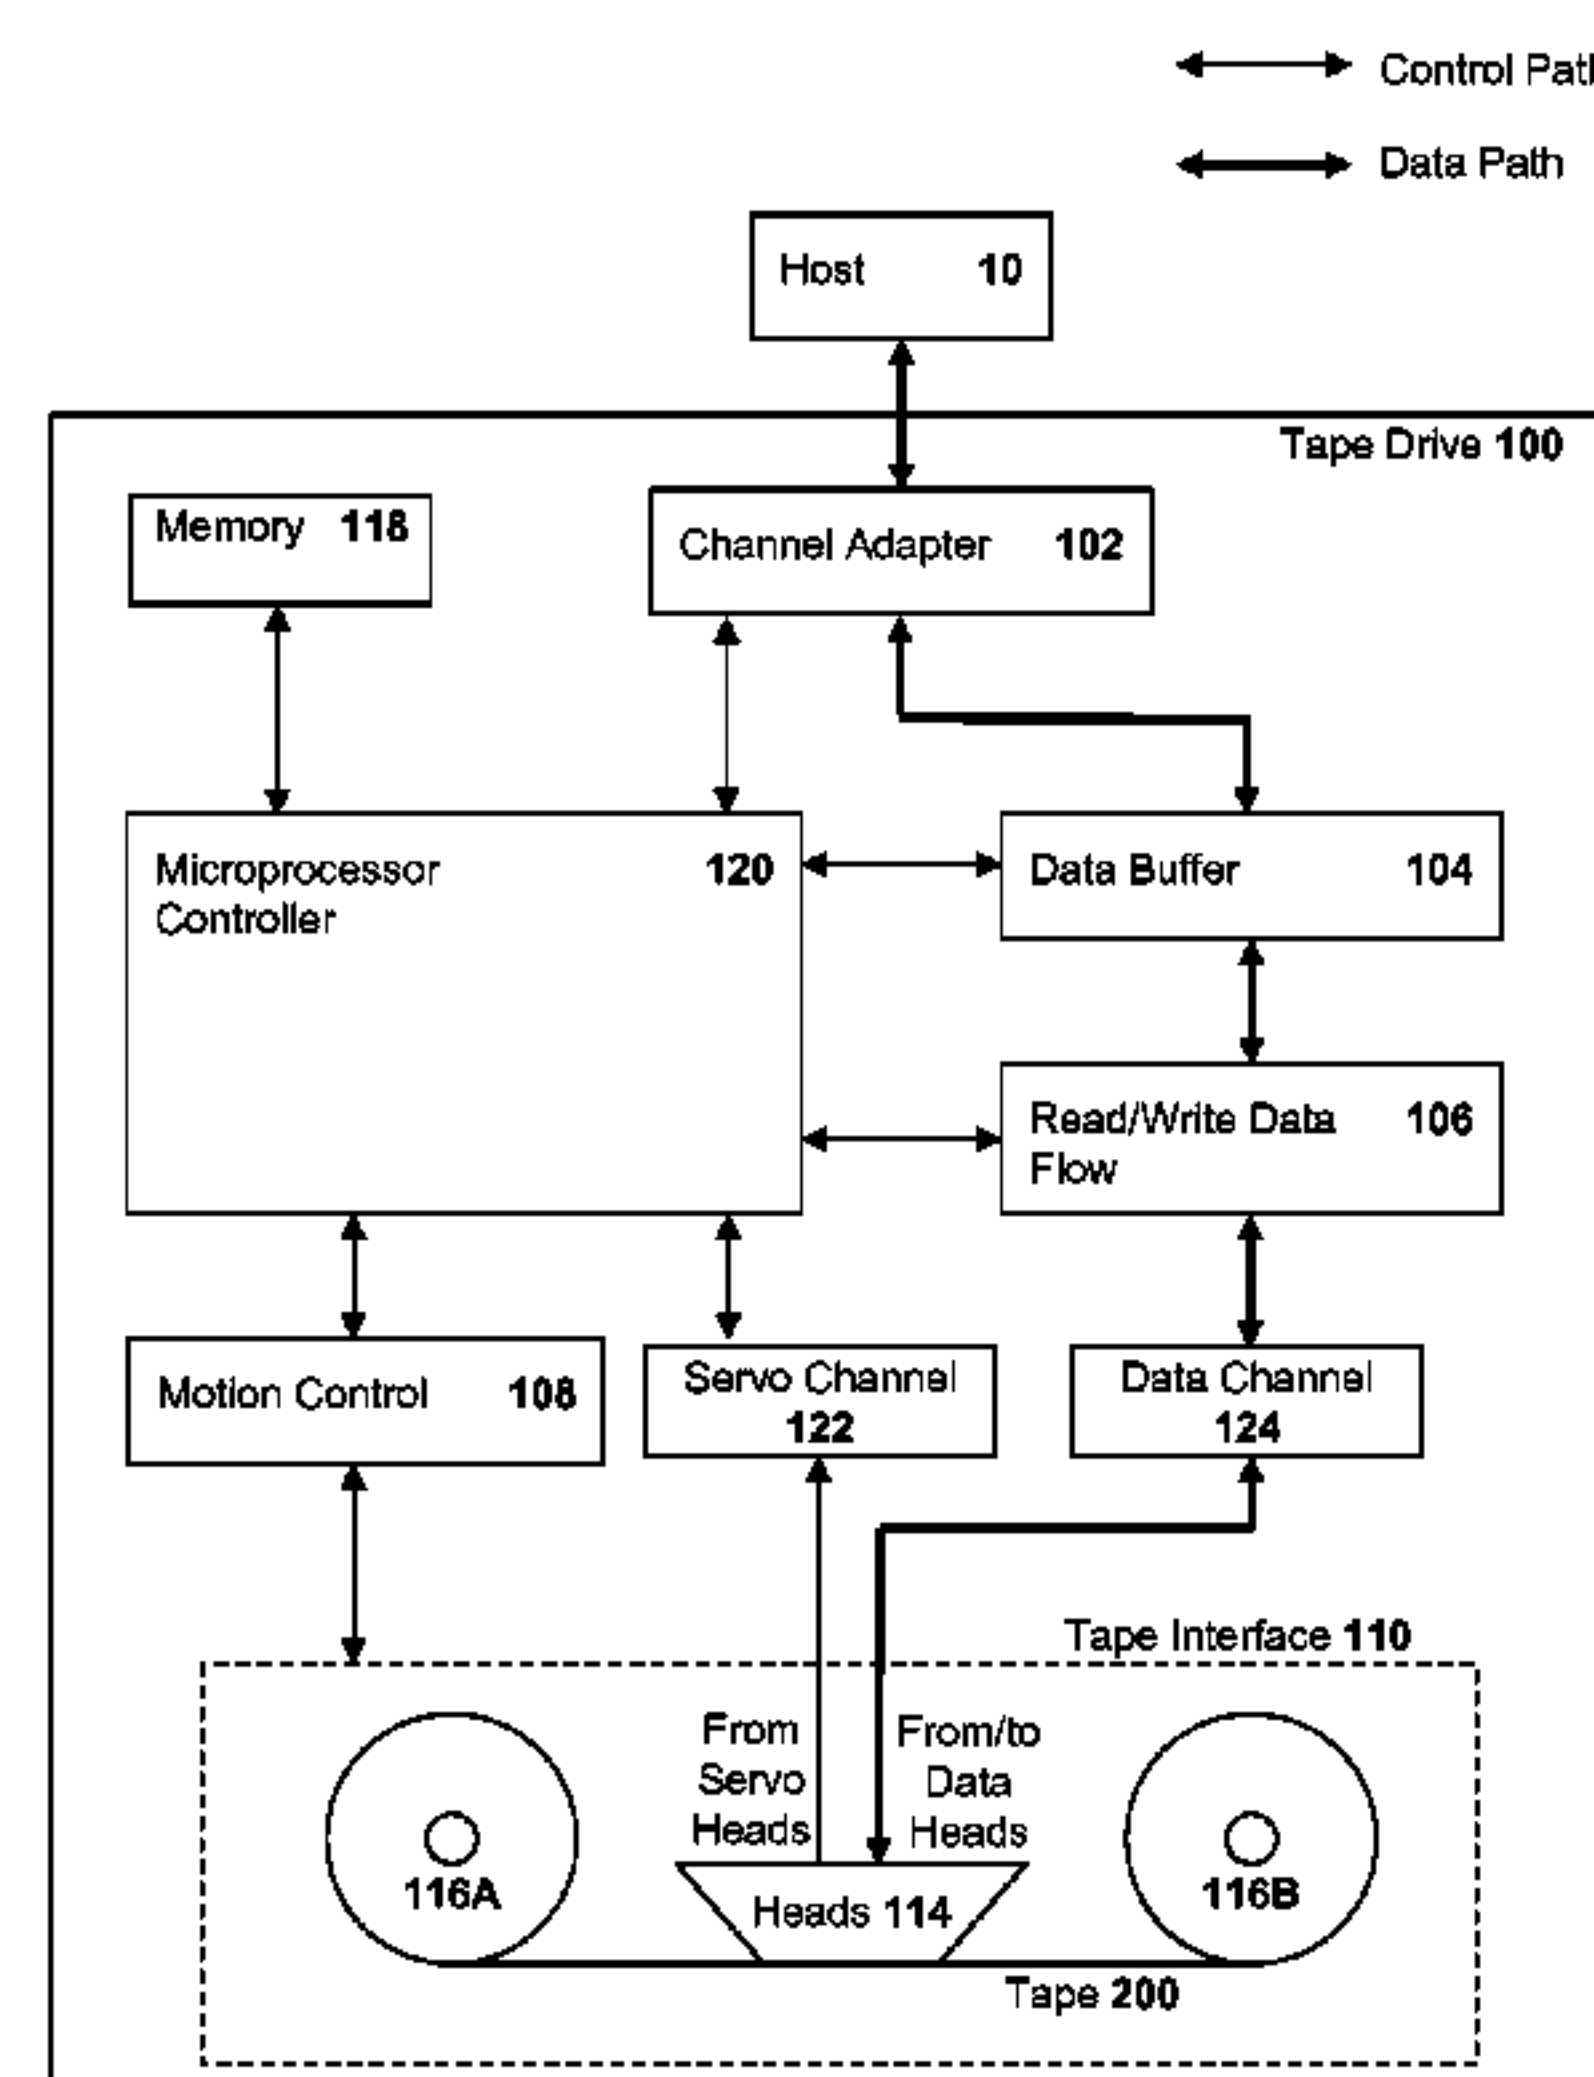 Control Path
Data Path
Host 10
Tape Drive 100
Memory 118
Channel Adapter 102
Microprocessor 120
Controller
Data Buffer 104
Read/Write Data 106
Flow
Motion Control 108
Servo Channel
122
Data Channel
124
Tape Interface 110
From
Servo
Heads
From/to
Data
Heads
116A
Heads 114
116B
Tape 200